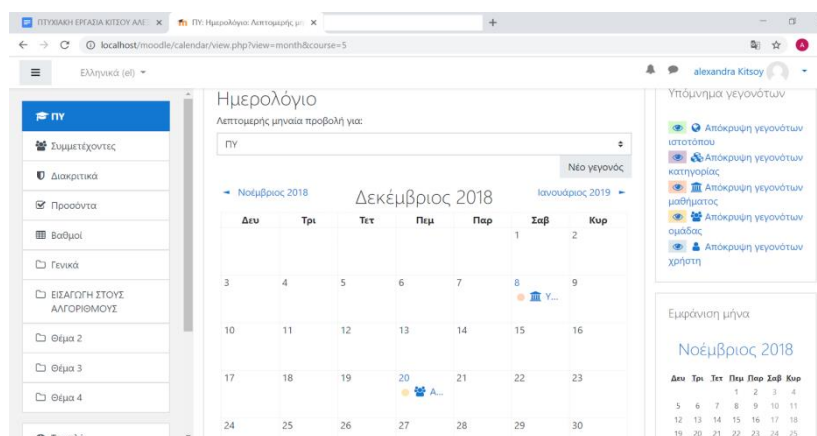 ΠΤΥΧΙΑΚΗ ΕΡΓΑΣΙΑ ΚΙΤΣΟΥ ΑΛΕ
ΠΥ: Ημερολόγιο: Λεπτομερής μη
localhost/moodle/calendar/view.php?view=month&course=5
A
Ελληνικά (el)
alexandra Kitsoy
ΠΥ
Συμμετέχοντες
Διακριτικά
Προσόντα
Βαθμοί
Γενικά
ΕΙΣΑΓΩΓΗ ΣΤΟΥΣ
ΑΛΓΟΡΙΘΜΟΥΣ
Θέμα 2
Θέμα 3
Θέμα 4
Ημερολόγιο
Λεπτομερής μηναία προβολή για:
ΠΥ
Νέο γεγονός
◄ Νοέμβριος 2018
Δεκέμβριος 2018
Ιανουάριος 2019 ►
Δευ Τρι Τετ Πεμ Παρ Σαβ Κυρ
1 2
3 4 5 6 7 8 9
Υ...
10 11 12 13 14 15 16
17 18 19 20 21 22 23
Α...
24 25 26 27 28 29 30
Υπόμνημα γεγονότων
Απόκρυψη γεγονότων
ιστοτόπου
Απόκρυψη γεγονότων
κατηγορίας
Απόκρυψη γεγονότων
μαθήματος
Απόκρυψη γεγονότων
ομάδας
Απόκρυψη γεγονότων
χρήστη
Εμφάνιση μήνα
Νοέμβριος 2018
Δευ Τρι Τετ Πεμ Παρ Σαβ Κυρ
1 2 3 4
5 6 7 8 9 10 11
12 13 14 15 16 17 18
19 20 21 22 23 24 25